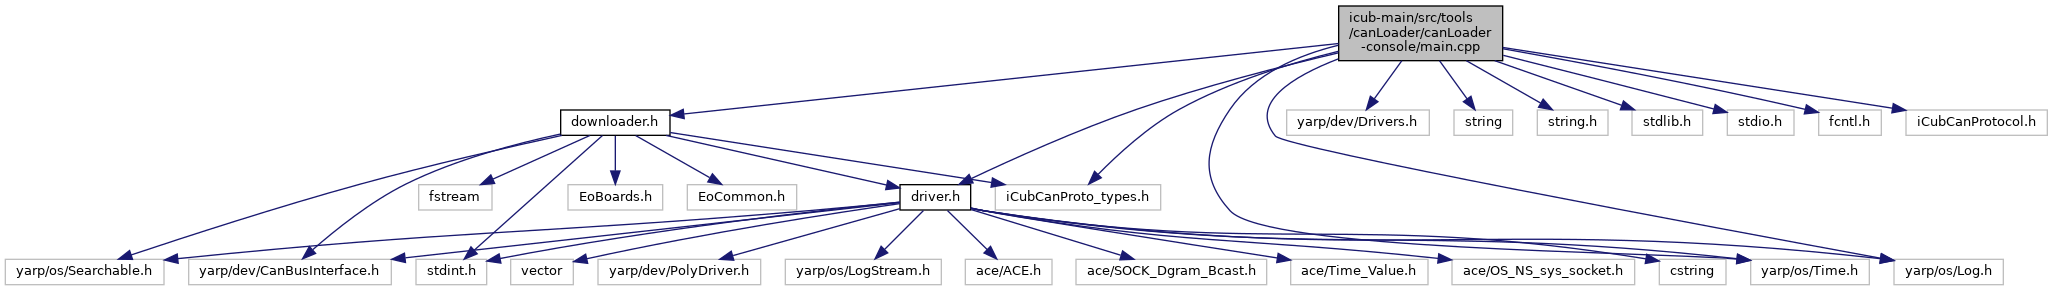 icub-main/src/tools
/canLoader/canLoader
-console/main.cpp
downloader.h
yarp/dev/Drivers.h
string
string.h
stdlib.h
stdio.h
fcntl.h
iCubCanProtocol.h
fstream
EoBoards.h
EoCommon.h
driver.h
iCubCanProto_types.h
yarp/os/Searchable.h
yarp/dev/CanBusInterface.h
stdint.h
vector
yarp/dev/PolyDriver.h
yarp/os/LogStream.h
ace/ACE.h
ace/SOCK_Dgram_Bcast.h
ace/Time_Value.h
ace/OS_NS_sys_socket.h
cstring
yarp/os/Time.h
yarp/os/Log.h